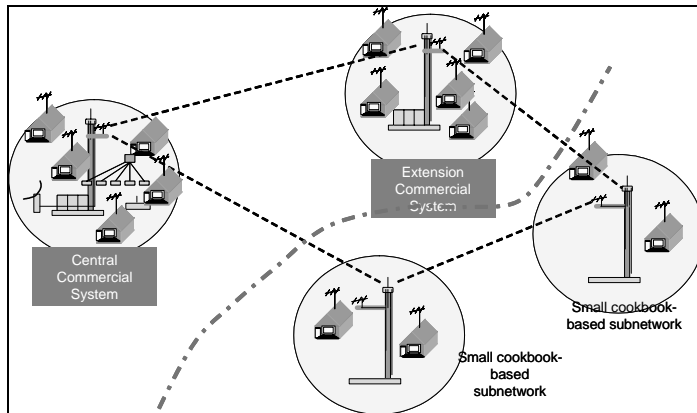 Extension
Commercial
System
Central
Commercial
System
Small cookbook-
based subnetwork
Small cookbook-
based
subnetwork